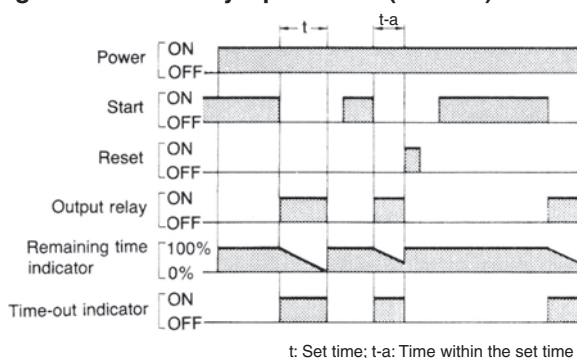 t
t-a
Power
ON
OFF
Start
ON
OFF
Reset
ON
OFF
Output relay
ON
OFF
Remaining time
indicator
100%
0%
Time-out indicator
ON
OFF
t: Set time; t-a: Time within the set time